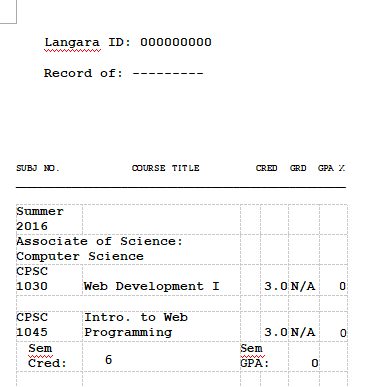 Langara ID: 000000000
Record of: ---------
SUBJ NO. COURSE TITLE CRED GRD GPA %
Summer
2016
Associate of Science:
Computer Science
CPSC
1030 Web Development I 3.0 N/A 0
CPSC Intro. to Web
1045 Programming 3.0 N/A 0
Sem Sem
Cred: 6 GPA: 0